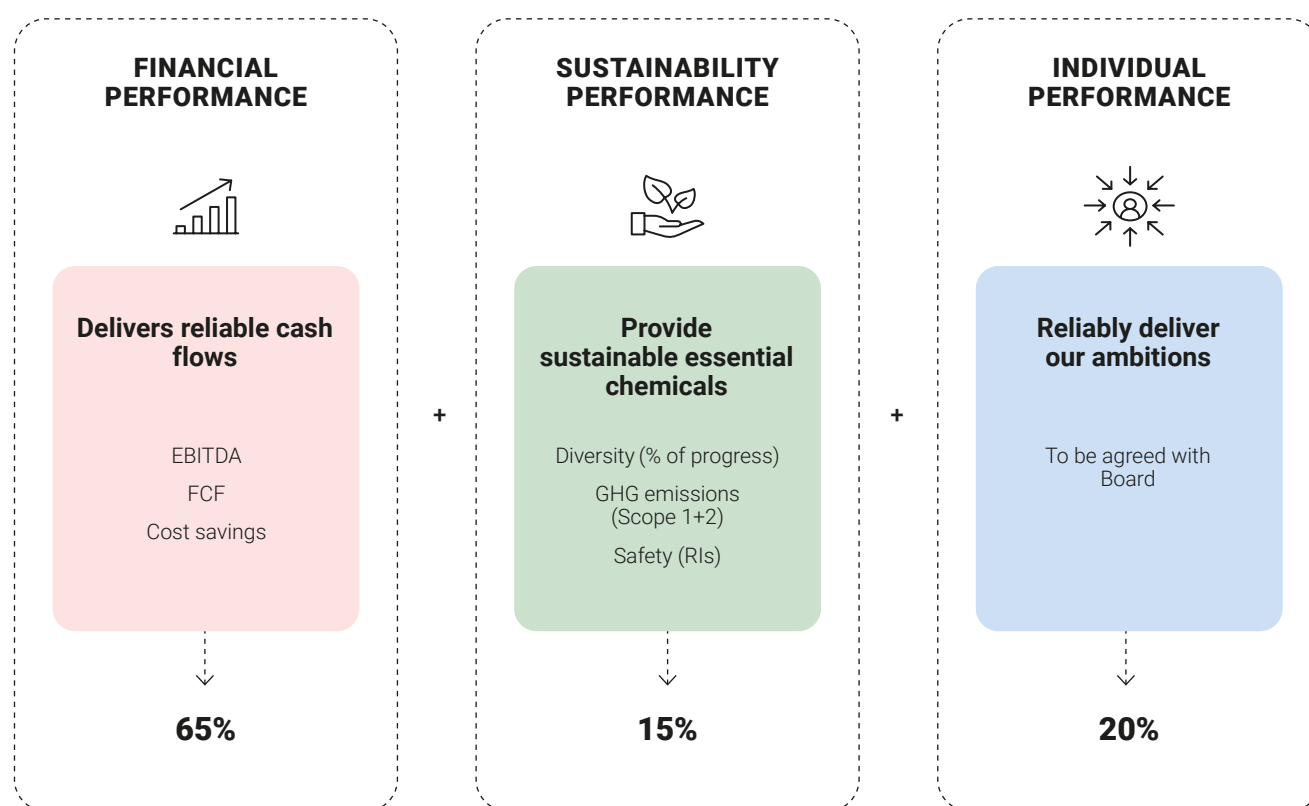 FINANCIAL
PERFORMANCE
Delivers reliable cash
flows
EBITDA
FCF
Cost savings
65%
+
SUSTAINABILITY
PERFORMANCE
Provide
sustainable essential
chemicals
Diversity (% of progress)
GHG emissions
(Scope 1+2)
Safety (RIs)
15%
+
INDIVIDUAL
PERFORMANCE
Reliably deliver
our ambitions
To be agreed with
Board
20%